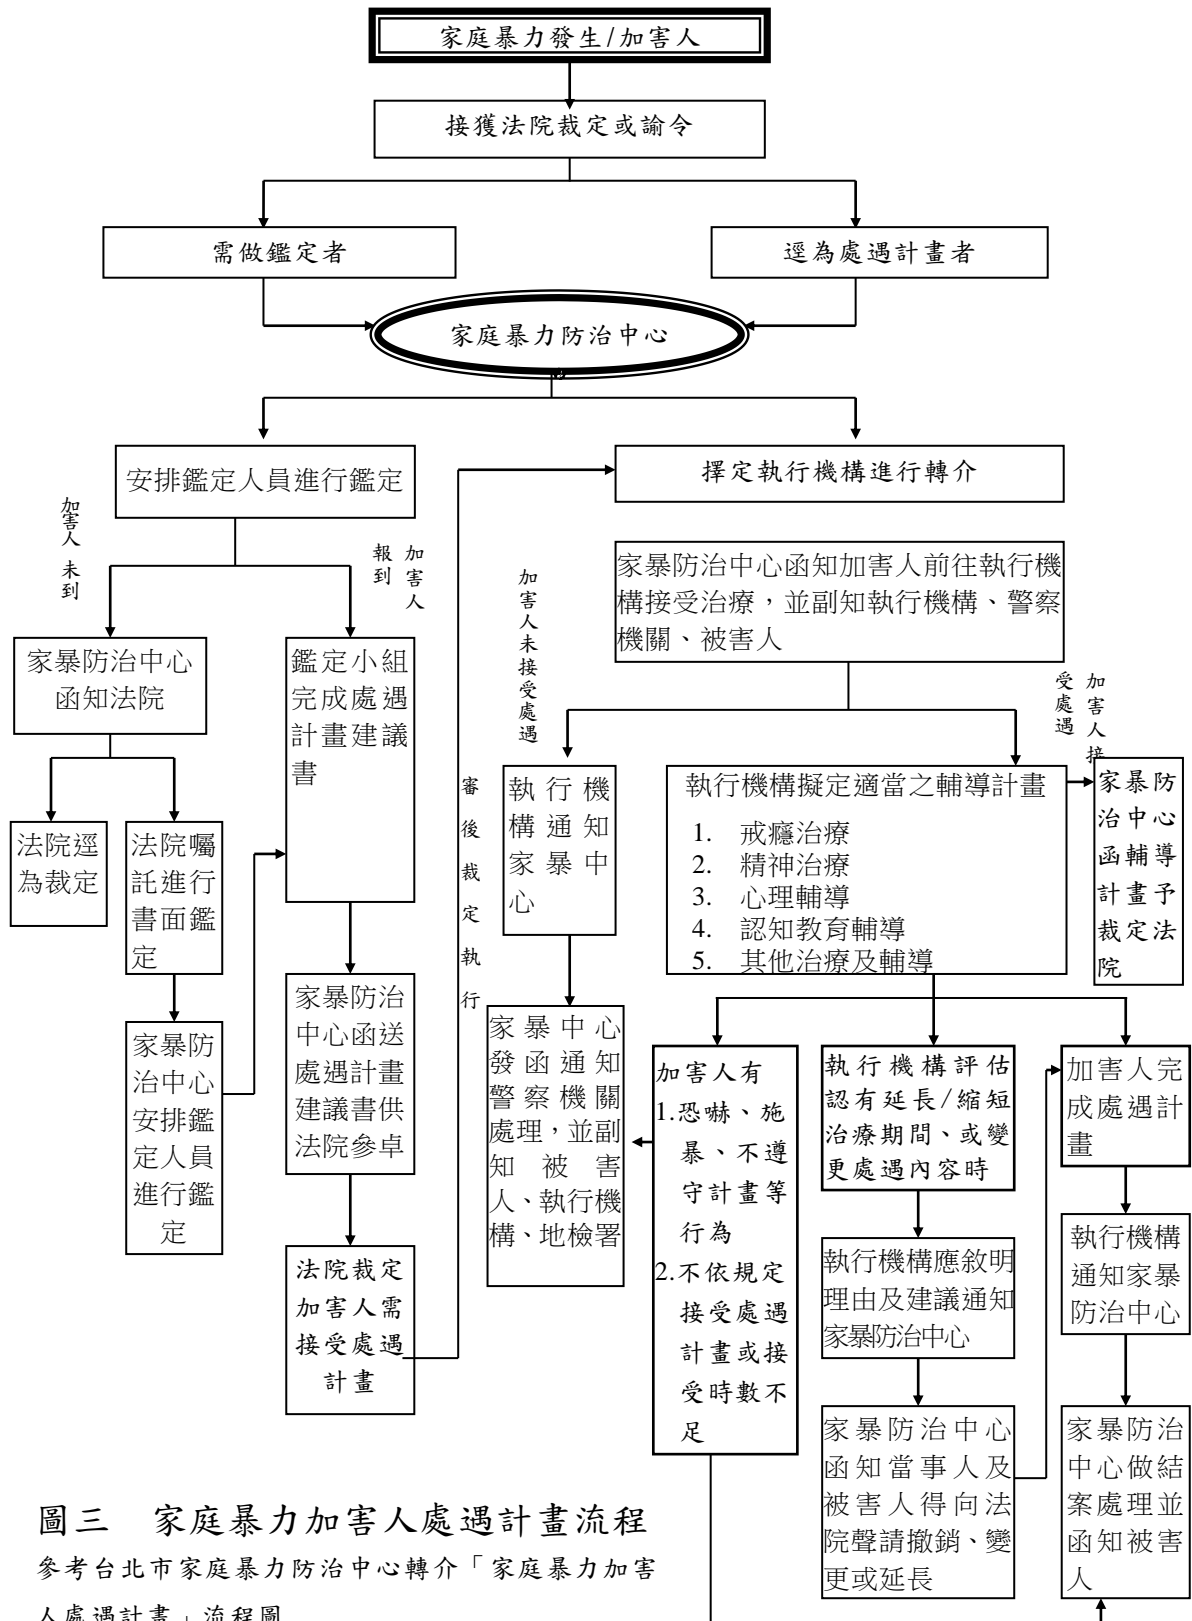 家庭暴力發生/加害人
接獲法院裁定或諭令
需做鑑定者
逕為處遇計畫者
家庭暴力防治中心
安排鑑定人員進行鑑定
擇定執行機構進行轉介
加害人 未到
加害人
報到
家暴防治中心
函知法院
鑑定小組
完成處遇
計畫建議
書
法院逕
為裁定
法院囑
託進行
書面鑑
定
家暴防
治中心
安排鑑
定人員
進行鑑
定
家暴防治
中心函送
處遇計畫
建議書供
法院參卓
法院裁定
加害人需
接受處遇
計畫
審後裁定執行
家暴防治中心函知加害人前往執行機
構接受治療，並副知執行機構、警察
機關、被害人
加害人未接受處遇
加害人接
受處遇
執行機
構通知
家暴中
心
執行機構擬定適當之輔導計畫
1. 戒癮治療
2. 精神治療
3. 心理輔導
4. 認知教育輔導
5. 其他治療及輔導
家暴防
治中心
函輔導
計畫予
裁定法
院
家暴中心
發函通知
警察機關
處理，並副
知被害
人、執行機
構、地檢署
加害人有
1.恐嚇、施
暴、不遵
守計畫等
行為
2.不依規定
接受處遇
計畫或接
受時數不
足
執行機構評估
認有延長/縮短
治療期間、或變
更處遇內容時
執行機構應敘明
理由及建議通知
家暴防治中心
家暴防治中心
函知當事人及
被害人得向法
院聲請撤銷、變
更或延長
加害人完
成處遇計
畫
執行機構
通知家暴
防治中心
家暴防治
中心做結
案處理並
函知被害
人
圖三 家庭暴力加害人處遇計畫流程
參考台北市家庭暴力防治中心轉介「家庭暴力加害
人處遇計畫」流程圖